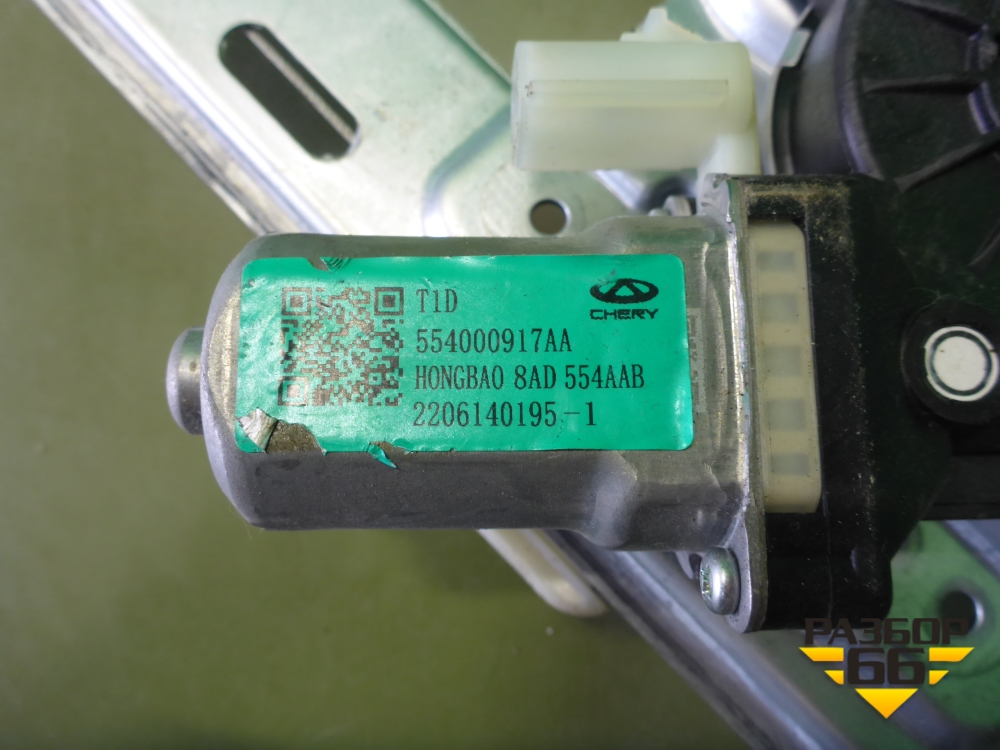 T1D
CHERY
554000917AA
HONGBAO 8AD 554AAB
2206140195-1
РАЗБОР
66